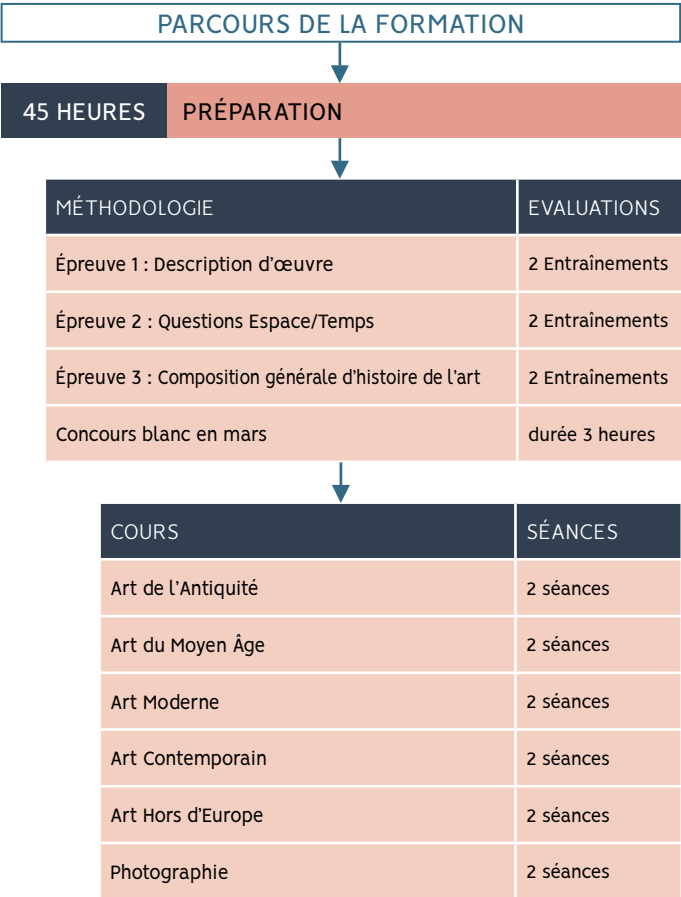 PARCOURS DE LA FORMATION
45 HEURES PRÉPARATION
MÉTHODOLOGIE EVALUATIONS
Épreuve 1 : Description d’œuvre 2 Entraînements
Épreuve 2 : Questions Espace/Temps 2 Entraînements
Épreuve 3 : Composition générale d’histoire de l’art 2 Entraînements
Concours blanc en mars durée 3 heures
COURS SÉANCES
Art de l’Antiquité 2 séances
Art du Moyen Âge 2 séances
Art Moderne 2 séances
Art Contemporain 2 séances
Art Hors d’Europe 2 séances
Photographie 2 séances